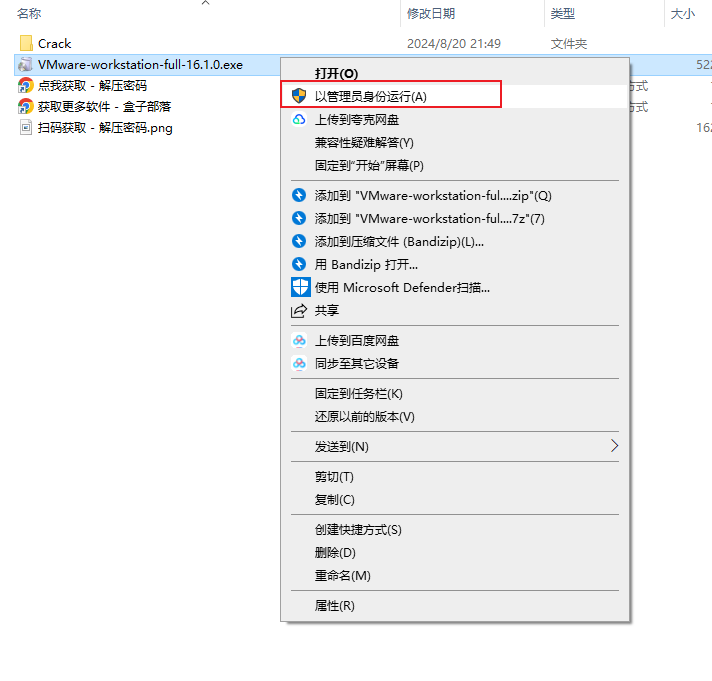 名称 修改日期 类型 大小
Crack 2024/8/20 21:49 文件夹
VMware-workstation-full-16.1.0.exe 522
点我获取 - 解压密码 方式
获取更多软件 - 盒子部落 方式
扫码获取 - 解压密码.png 162
打开(O)
以管理员身份运行(A)
上传到夸克网盘
兼容性疑难解答(Y)
固定到"开始"屏幕(P)
添加到 "VMware-workstation-ful....zip"(Q)
添加到 "VMware-workstation-ful....7z"(7)
添加到压缩文件 (Bandizip)(L)...
用 Bandizip 打开...
使用 Microsoft Defender扫描...
共享
上传到百度网盘
同步至其它设备
固定到任务栏(K)
还原以前的版本(V)
发送到(N)
剪切(T)
复制(C)
创建快捷方式(S)
删除(D)
重命名(M)
属性(R)